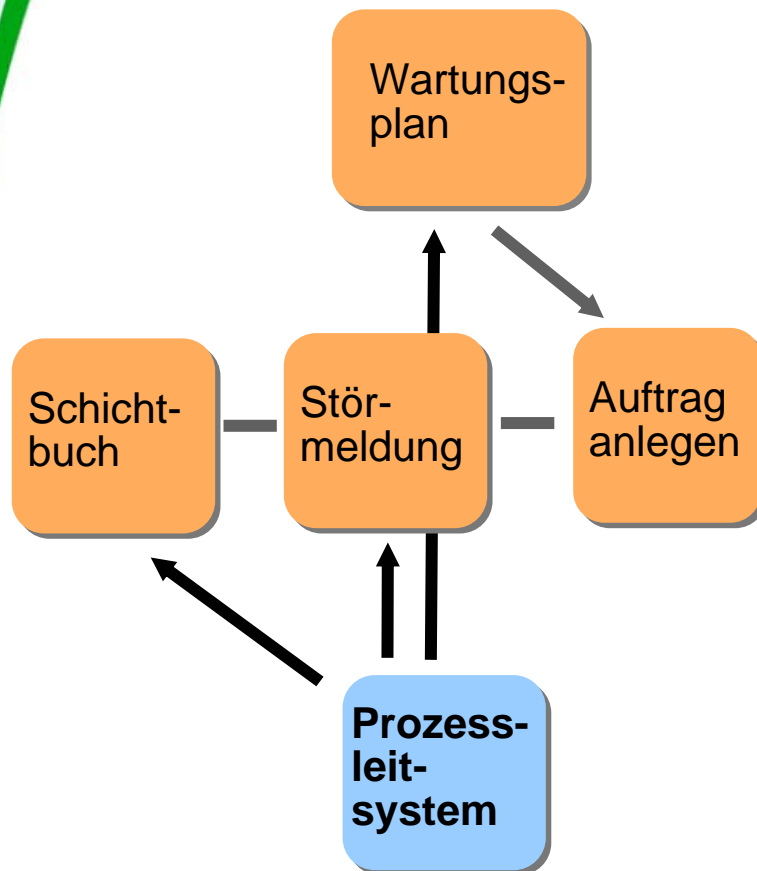 Wartungs-
plan
Schicht-
buch
Stör-
meldung
Auftrag
anlegen
Prozess-
leit-
system